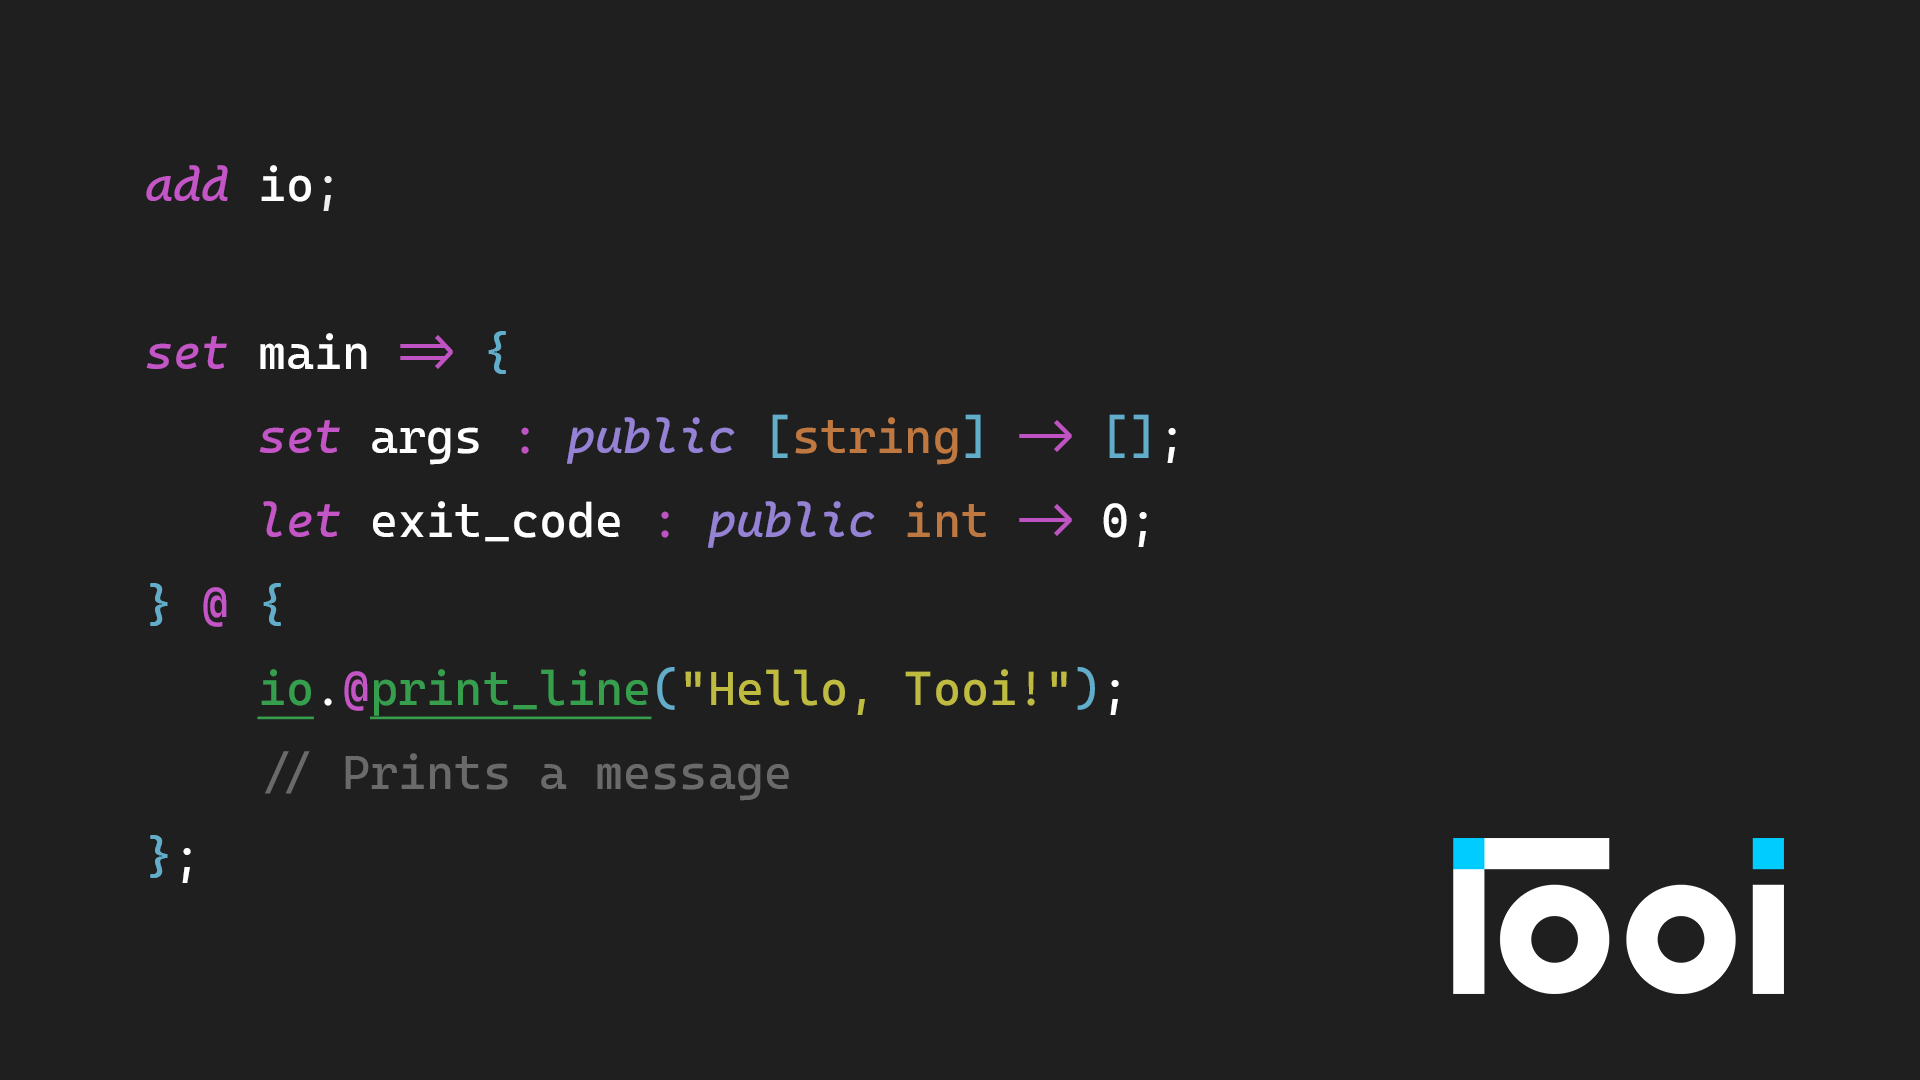 add io;
set main => {
set args : public [string] -> [];
let exit_code : public int -> 0;
} @ {
io.@print_line("Hello, Tooi!");
// Prints a message
};
Tooi